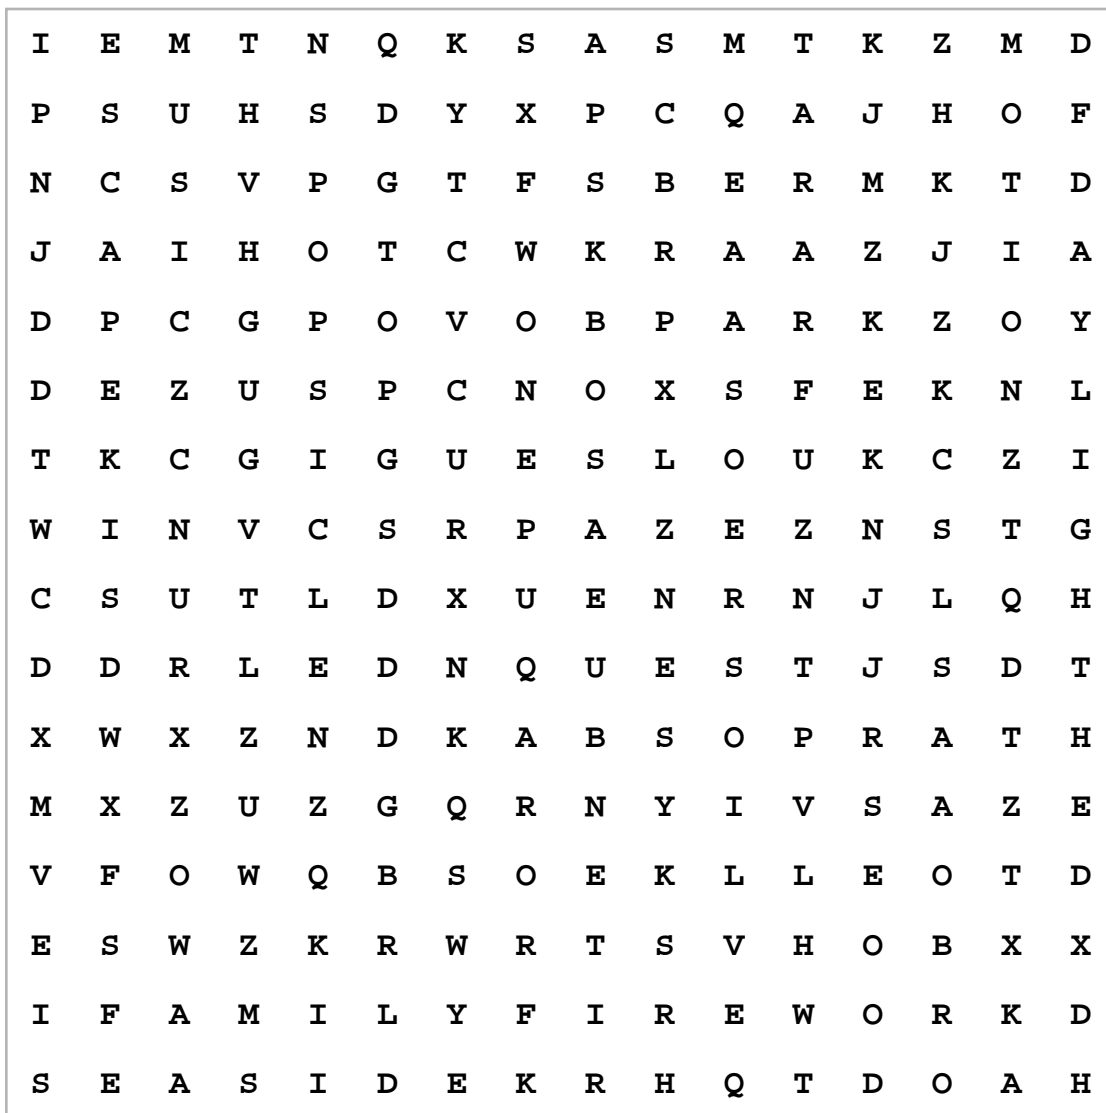 I E M T N Q K S A S M T K Z M D
P S U H S D Y X P C Q A J H O F
N C S V P G T F S B E R M K T D
J A I H O T C W K R A A Z J I A
D P C G P O V O B P A R K Z O Y
D E Z U S P C N O X S F E K N L
T K C G I G U E S L O U K C Z I
W I N V C S R P A Z E Z N S T G
C S U T L D X U E N R N J L Q H
D D R L E D N Q U E S T J S D T
X W X Z N D K A B S O P R A T H
M X Z U Z G Q R N Y I V S A Z E
V F O W Q B S O E K L L E O T D
E S W Z K R W R T S V H O B X X
I F A M I L Y F I R E W O R K D
S E A S I D E K R H Q T D O A H